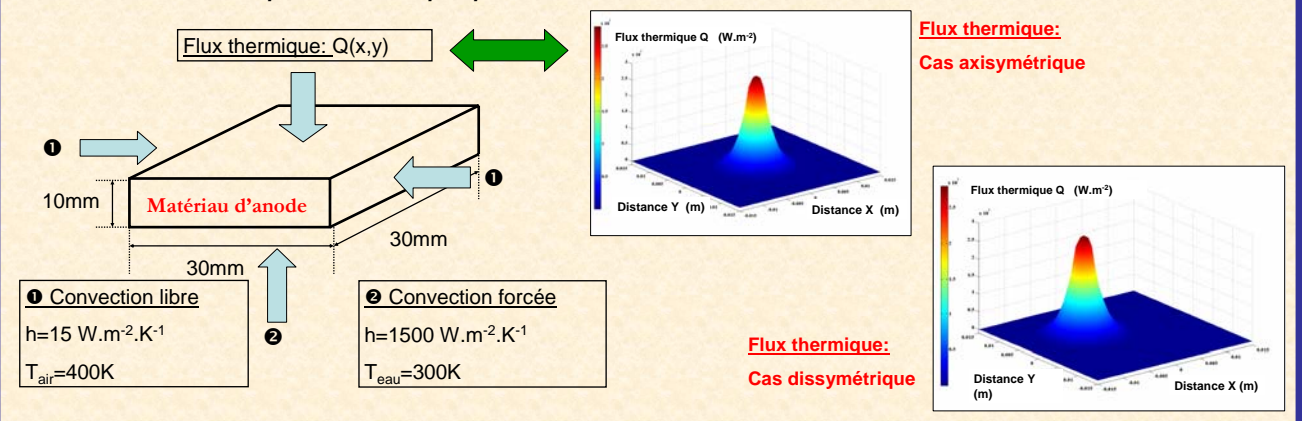 Flux thermique: Q(x,y)
Flux thermique Q (W.m-2)
Distance Y (m)
Distance X (m)
Flux thermique:
Cas axisymétrique
❶
❶
10mm
Matériau d'anode
30mm
30mm
❷
❶ Convection libre
h=15 W.m-2.K-1
Tair=400K
❷ Convection forcée
h=1500 W.m-2.K-1
Teau=300K
Flux thermique:
Cas dissymétrique
Flux thermique Q (W.m-2)
Distance Y
(m)
Distance X (m)